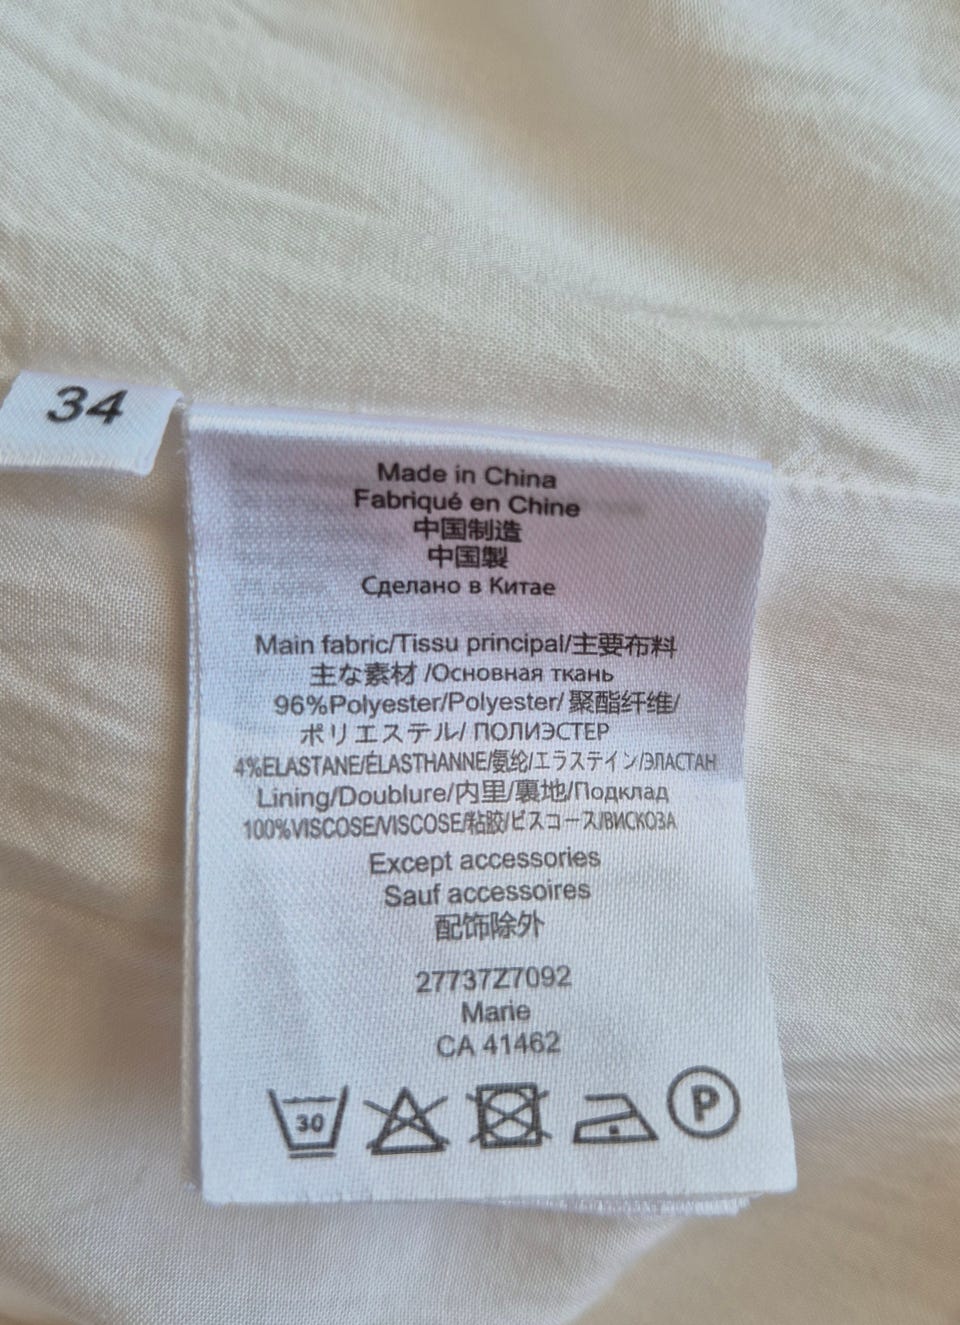 34
Made in China
Fabriqué en Chine
中国制造
中国製
Сделано в Китае
Main fabric/Tissu principal/主要布料
主な素材 /Основная ткань
96%Polyester/Polyester/ 聚酯纤维/
ポリエステル/ ПОЛИЭСТЕР
4%ELASTANE/ÉLASTHANNE/氨纶/エラステイン/ЭЛАСТАН
Lining/Doublure/内里/裏地/Подклад
100%VISCOSE/VISCOSE/粘胶/ビスコース/ВИСКОЗА
Except accessories
Sauf accessoires
配饰除外
27737Z7092
Marie
CA 41462
30
P